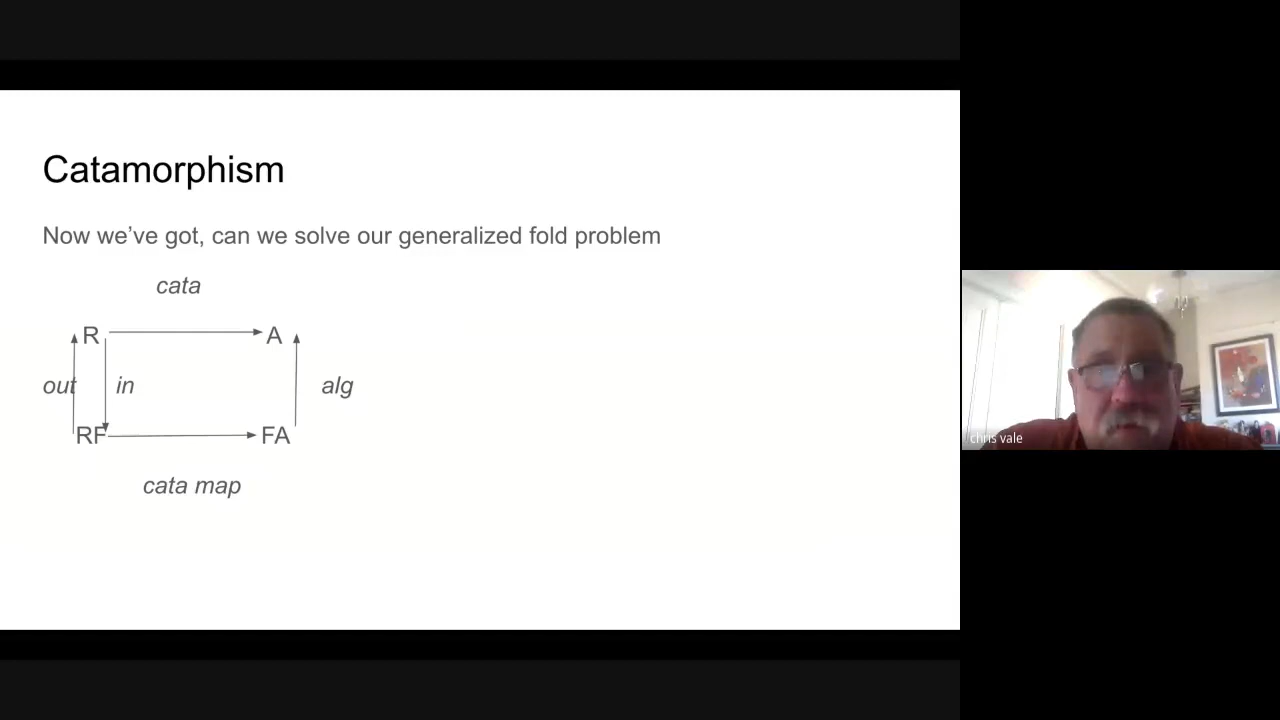 Catamorphism
Now we've got, can we solve our generalized fold problem
cata
R A
out in alg
RF FA
cata map
chris vale